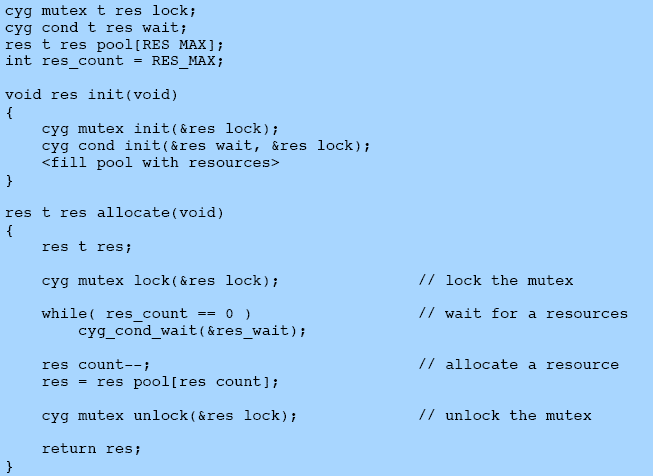 cyg mutex t res lock;
cyg cond t res wait;
res t res pool[RES MAX];
int res_count = RES_MAX;
void res init(void)
{
cyg mutex init(&res lock);
cyg cond init(&res wait, &res lock);
<fill pool with resources>
}
res t res allocate(void)
{
res t res;
cyg mutex lock(&res lock); // lock the mutex
while( res_count == 0 ) // wait for a resources
cyg_cond_wait(&res_wait);
res count--; // allocate a resource
res = res pool[res count];
cyg mutex unlock(&res lock); // unlock the mutex
return res;
}